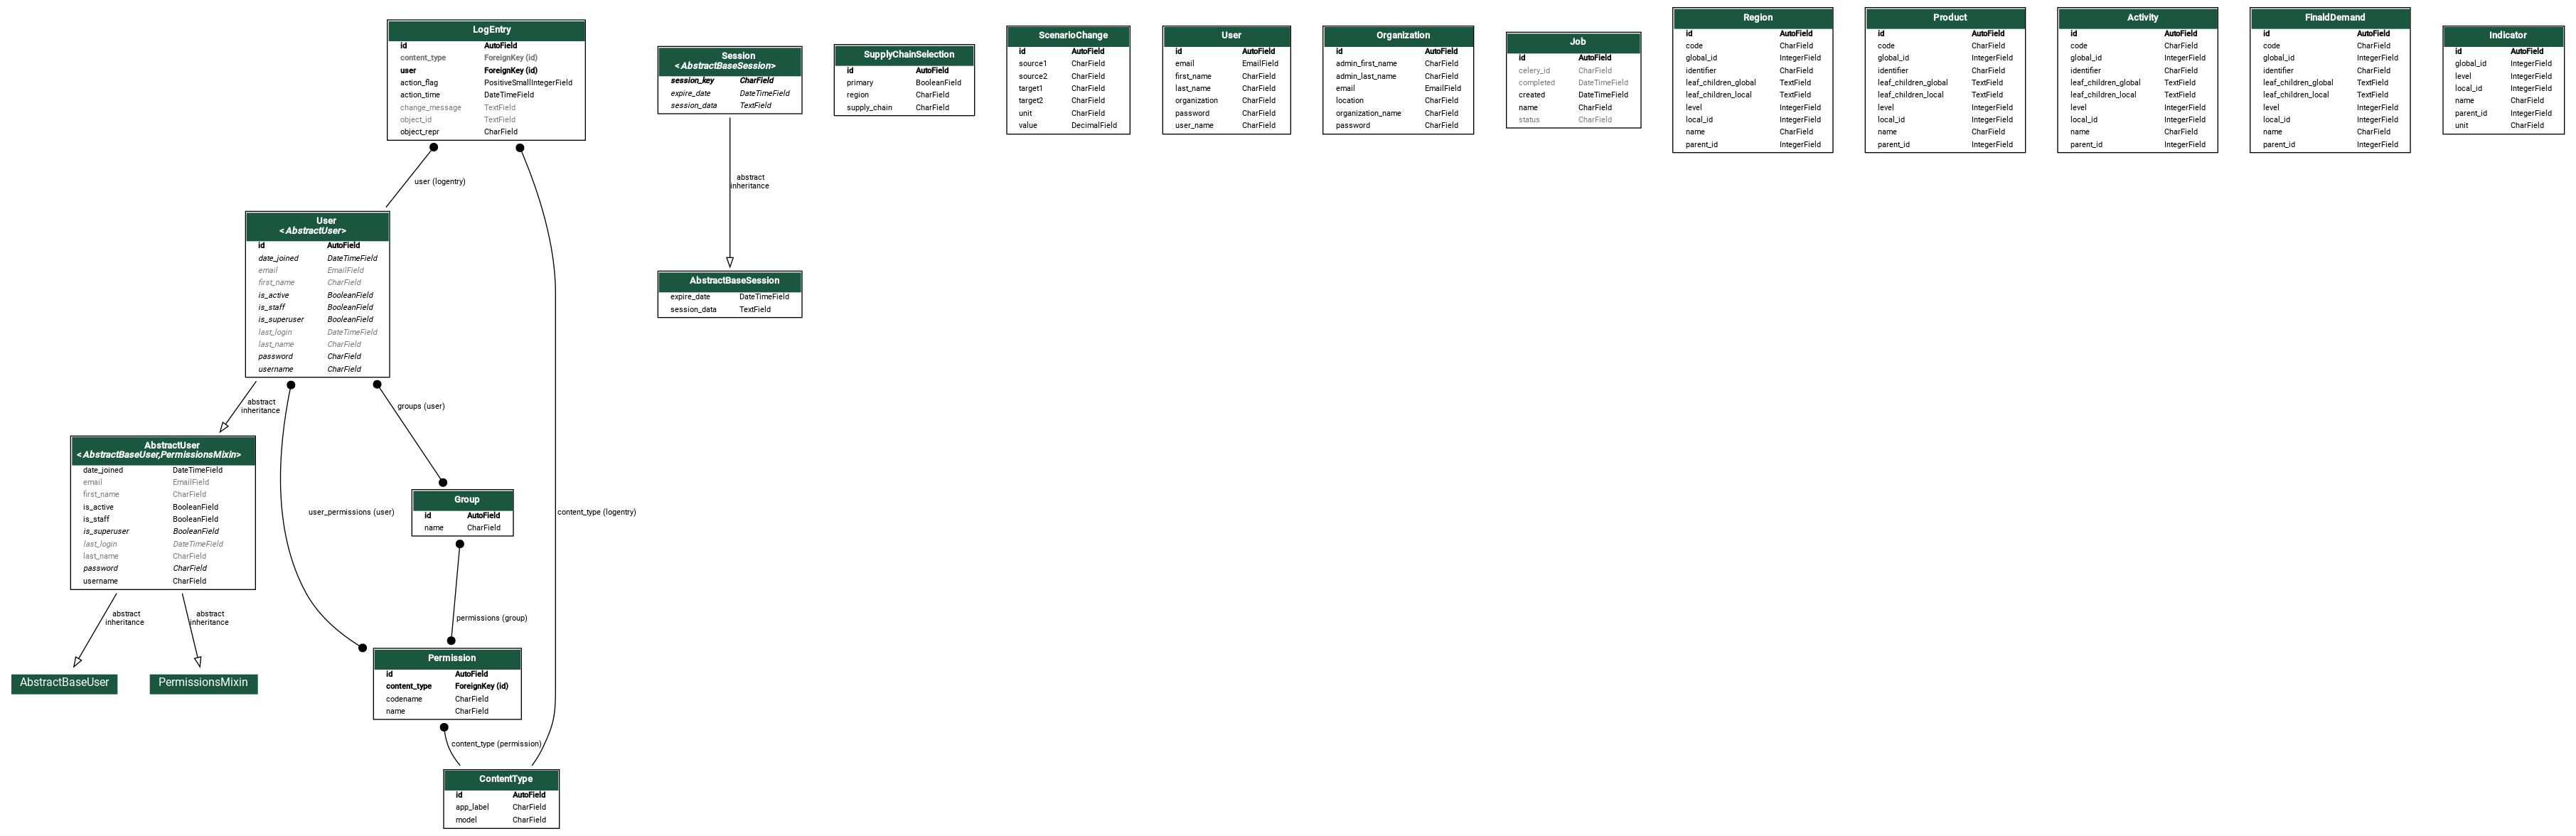 LogEntry
id AutoField
content_type ForeignKey (id)
user ForeignKey (id)
action_flag PositiveSmallIntegerField
action_time DateTimeField
change_message TextField
object_id TextField
object_repr CharField
user (logentry)
content_type (logentry)
User
<AbstractUser>
id AutoField
date_joined DateTimeField
email EmailField
first_name CharField
is_active BooleanField
is_staff BooleanField
is_superuser BooleanField
last_login DateTimeField
last_name CharField
password CharField
username CharField
abstract
inheritance
groups (user)
user_permissions (user)
AbstractUser
<AbstractBaseUser,PermissionsMixin>
date_joined DateTimeField
email EmailField
first_name CharField
is_active BooleanField
is_staff BooleanField
is_superuser BooleanField
last_login DateTimeField
last_name CharField
password CharField
username CharField
abstract
inheritance
abstract
inheritance
AbstractBaseUser
PermissionsMixin
Group
id AutoField
name CharField
permissions (group)
Permission
id AutoField
content_type ForeignKey (id)
codename CharField
name CharField
content_type (permission)
ContentType
id AutoField
app_label CharField
model CharField
Session
<AbstractBaseSession>
session_key CharField
expire_date DateTimeField
session_data TextField
abstract
inheritance
AbstractBaseSession
expire_date DateTimeField
session_data TextField
SupplyChainSelection
id AutoField
primary BooleanField
region CharField
supply_chain CharField
ScenarioChange
id AutoField
source1 CharField
source2 CharField
target1 CharField
target2 CharField
unit CharField
value DecimalField
User
id AutoField
email EmailField
first_name CharField
last_name CharField
organization CharField
password CharField
user_name CharField
Organization
id AutoField
admin_first_name CharField
admin_last_name CharField
email EmailField
location CharField
organization_name CharField
password CharField
Job
id AutoField
celery_id CharField
completed DateTimeField
created DateTimeField
name CharField
status CharField
Region
id AutoField
code CharField
global_id IntegerField
identifier CharField
leaf_children_global TextField
leaf_children_local TextField
level IntegerField
local_id IntegerField
name CharField
parent_id IntegerField
Product
id AutoField
code CharField
global_id IntegerField
identifier CharField
leaf_children_global TextField
leaf_children_local TextField
level IntegerField
local_id IntegerField
name CharField
parent_id IntegerField
Activity
id AutoField
code CharField
global_id IntegerField
identifier CharField
leaf_children_global TextField
leaf_children_local TextField
level IntegerField
local_id IntegerField
name CharField
parent_id IntegerField
FinaldDemand
id AutoField
code CharField
global_id IntegerField
identifier CharField
leaf_children_global TextField
leaf_children_local TextField
level IntegerField
local_id IntegerField
name CharField
parent_id IntegerField
Indicator
id AutoField
global_id IntegerField
level IntegerField
local_id IntegerField
name CharField
parent_id IntegerField
unit CharField